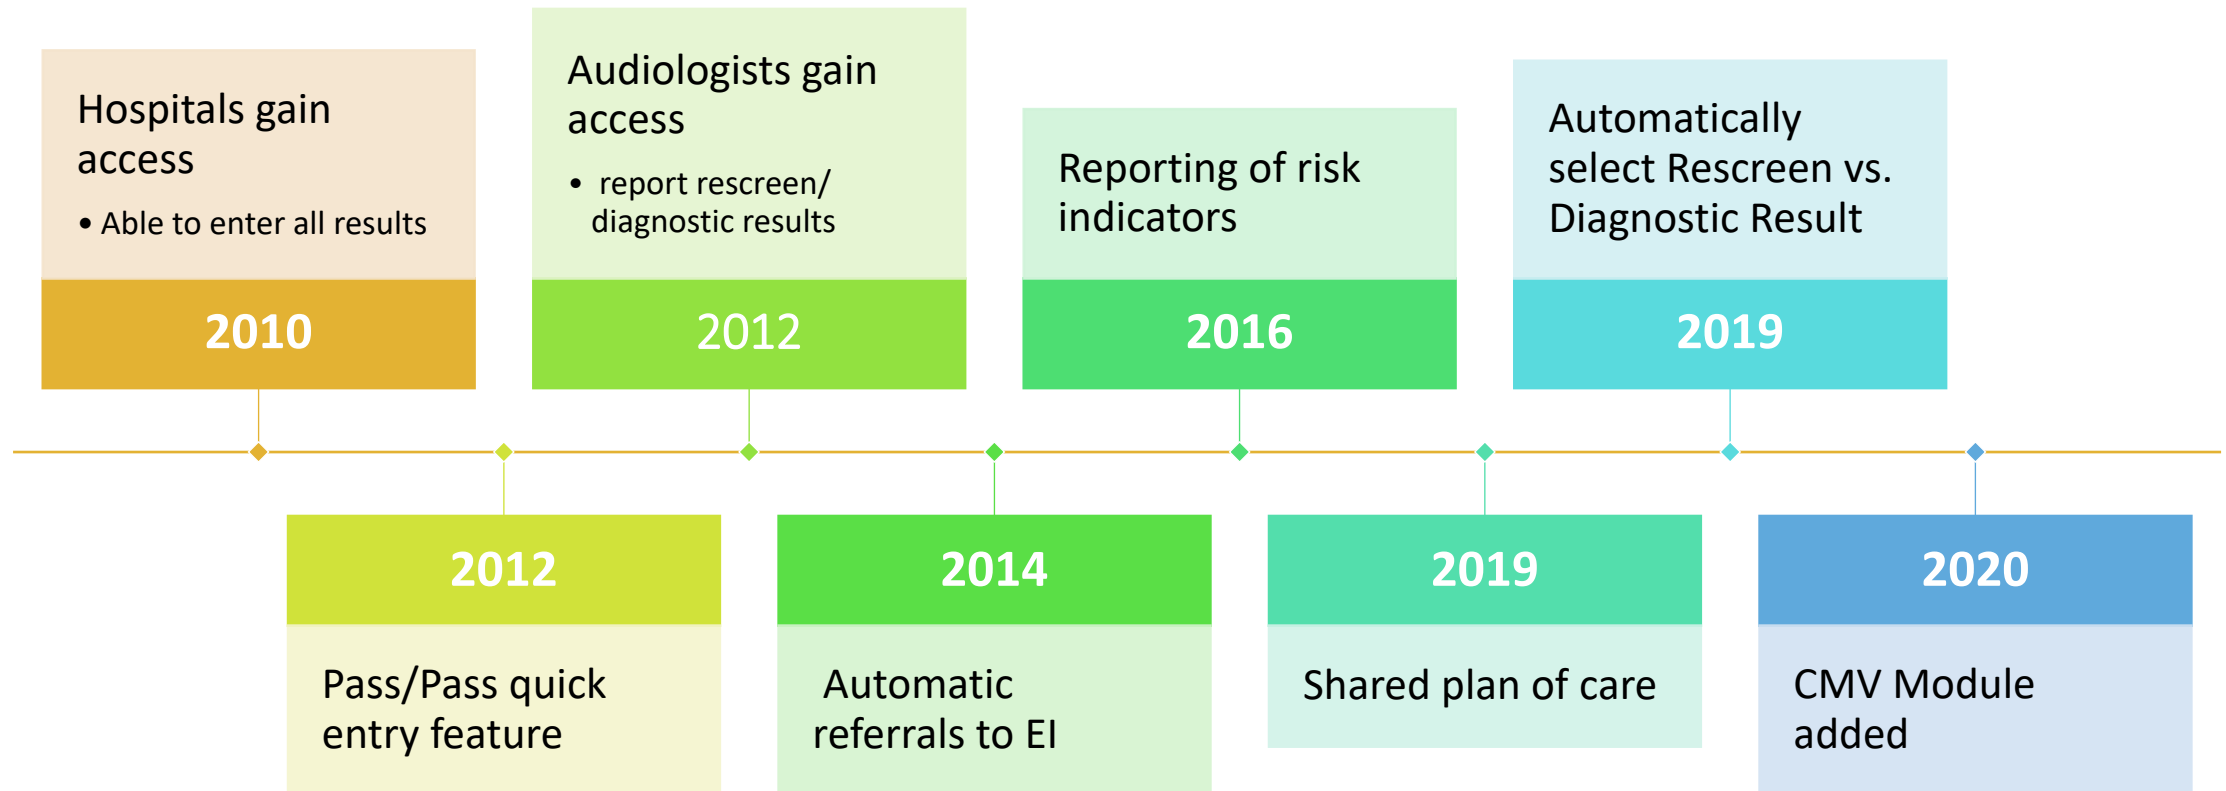 Hospitals gain
access
• Able to enter all results
2010
2012
Pass/Pass quick
entry feature
Audiologists gain
access
• report rescreen/
diagnostic results
2012
2014
Automatic
referrals to EI
Reporting of risk
indicators
2016
2019
Shared plan of care
Automatically
select Rescreen vs.
Diagnostic Result
2019
2020
CMV Module
added